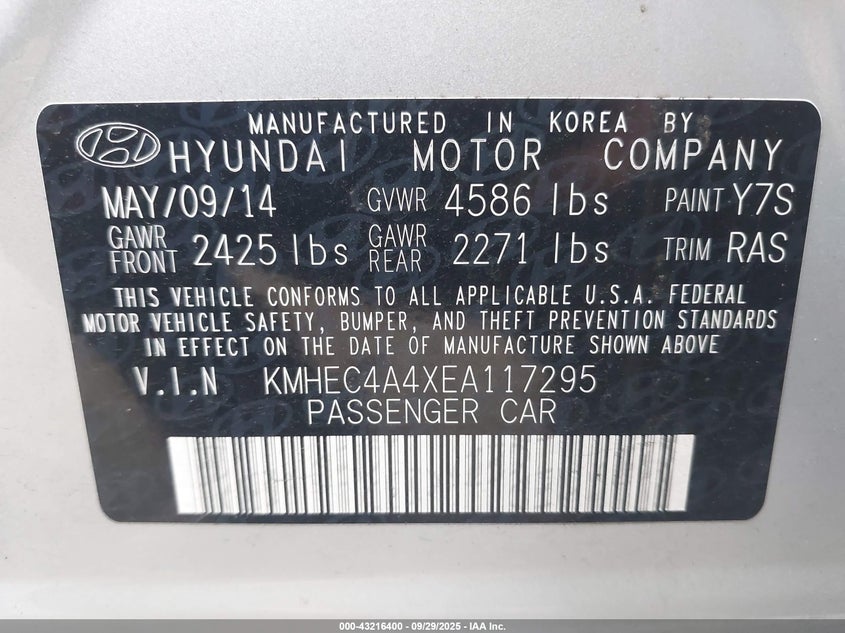 MANUFACTURED IN KOREA BY
HYUNDAI MOTOR COMPANY
MAY/09/14 GVWR 4586 lbs PAINT Y7S
GAWR FRONT 2425 lbs GAWR REAR 2271 lbs TRIM RAS
THIS VEHICLE CONFORMS TO ALL APPLICABLE U.S.A. FEDERAL
MOTOR VEHICLE SAFETY, BUMPER, AND THEFT PREVENTION STANDARDS
IN EFFECT ON THE DATE OF MANUFACTURE SHOWN ABOVE
V.I.N KMHEC4A4XEA117295
PASSENGER CAR
000-43216400 - 09/29/2025 - IAA Inc.